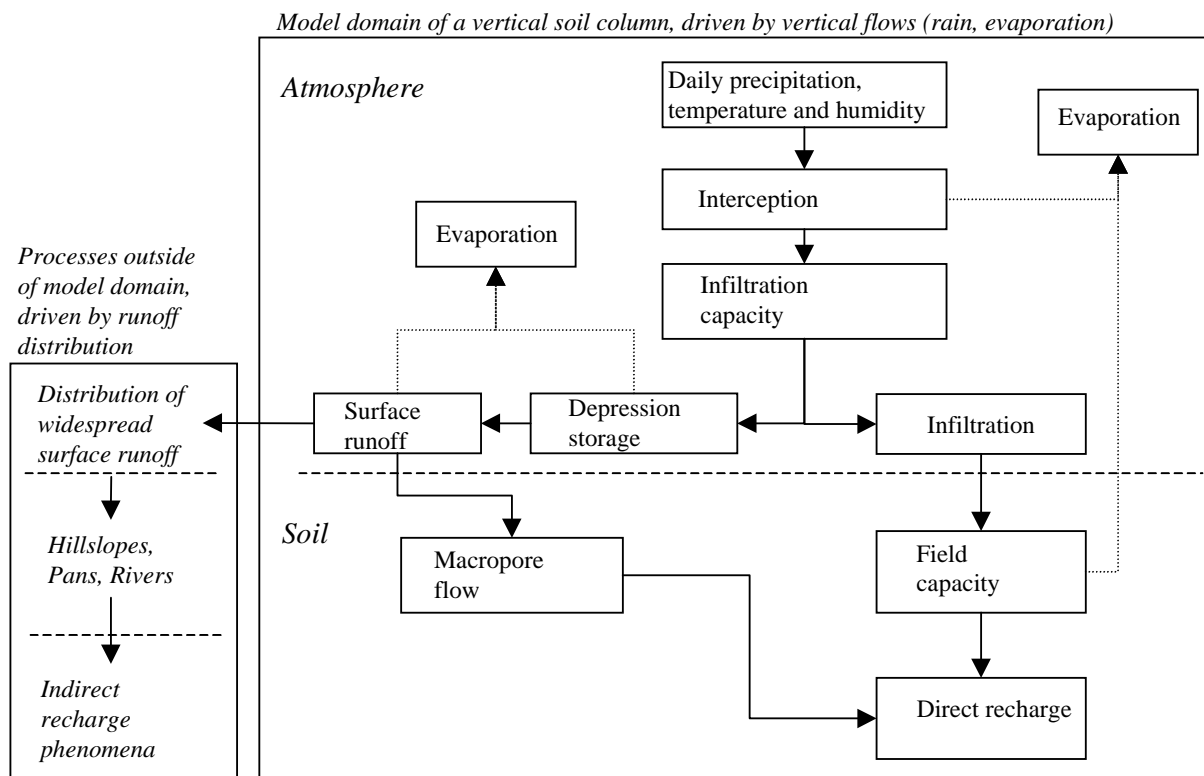 Model domain of a vertical soil column, driven by vertical flows (rain, evaporation)
Atmosphere
Daily precipitation,
temperature and humidity
Evaporation
Interception
Evaporation
Infiltration
capacity
Processes outside
of model domain,
driven by runoff
distribution
Distribution of
widespread
surface runoff
Surface
runoff
Depression
storage
Infiltration
Soil
Hillslopes,
Pans, Rivers
Macropore
flow
Field
capacity
Indirect
recharge
phenomena
Direct recharge